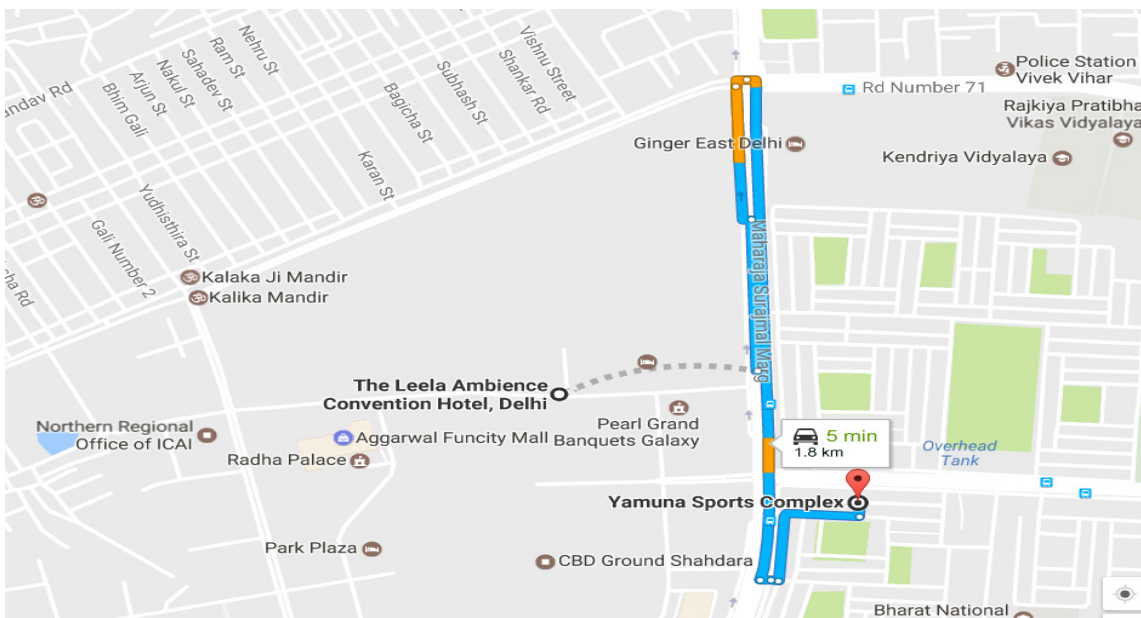 Nehru St
Ram St
Sahadev St
Nakul St
Arjun St
Bhim Gali
Vishnu Street
Shankar Rd
Subhash St
Bagicha St
Karan St
Yudhisthira St
Gali Number 2
Police Station
Vivek Vihar
Rd Number 71
Rajkiya Pratibha
Vikas Vidyalaya
Ginger East Delhi
Kendriya Vidyalaya
Maharaja Surajmal Marg
Kalaka Ji Mandir
Kalika Mandir
The Leela Ambience
Convention Hotel, Delhi
Northern Regional
Office of ICAI
Aggarwal Funcity Mall
Pearl Grand
Banquets Galaxy
Radha Palace
5 min
1.8 km
Overhead
Tank
Yamuna Sports Complex
Park Plaza
CBD Ground Shahdara
Bharat National